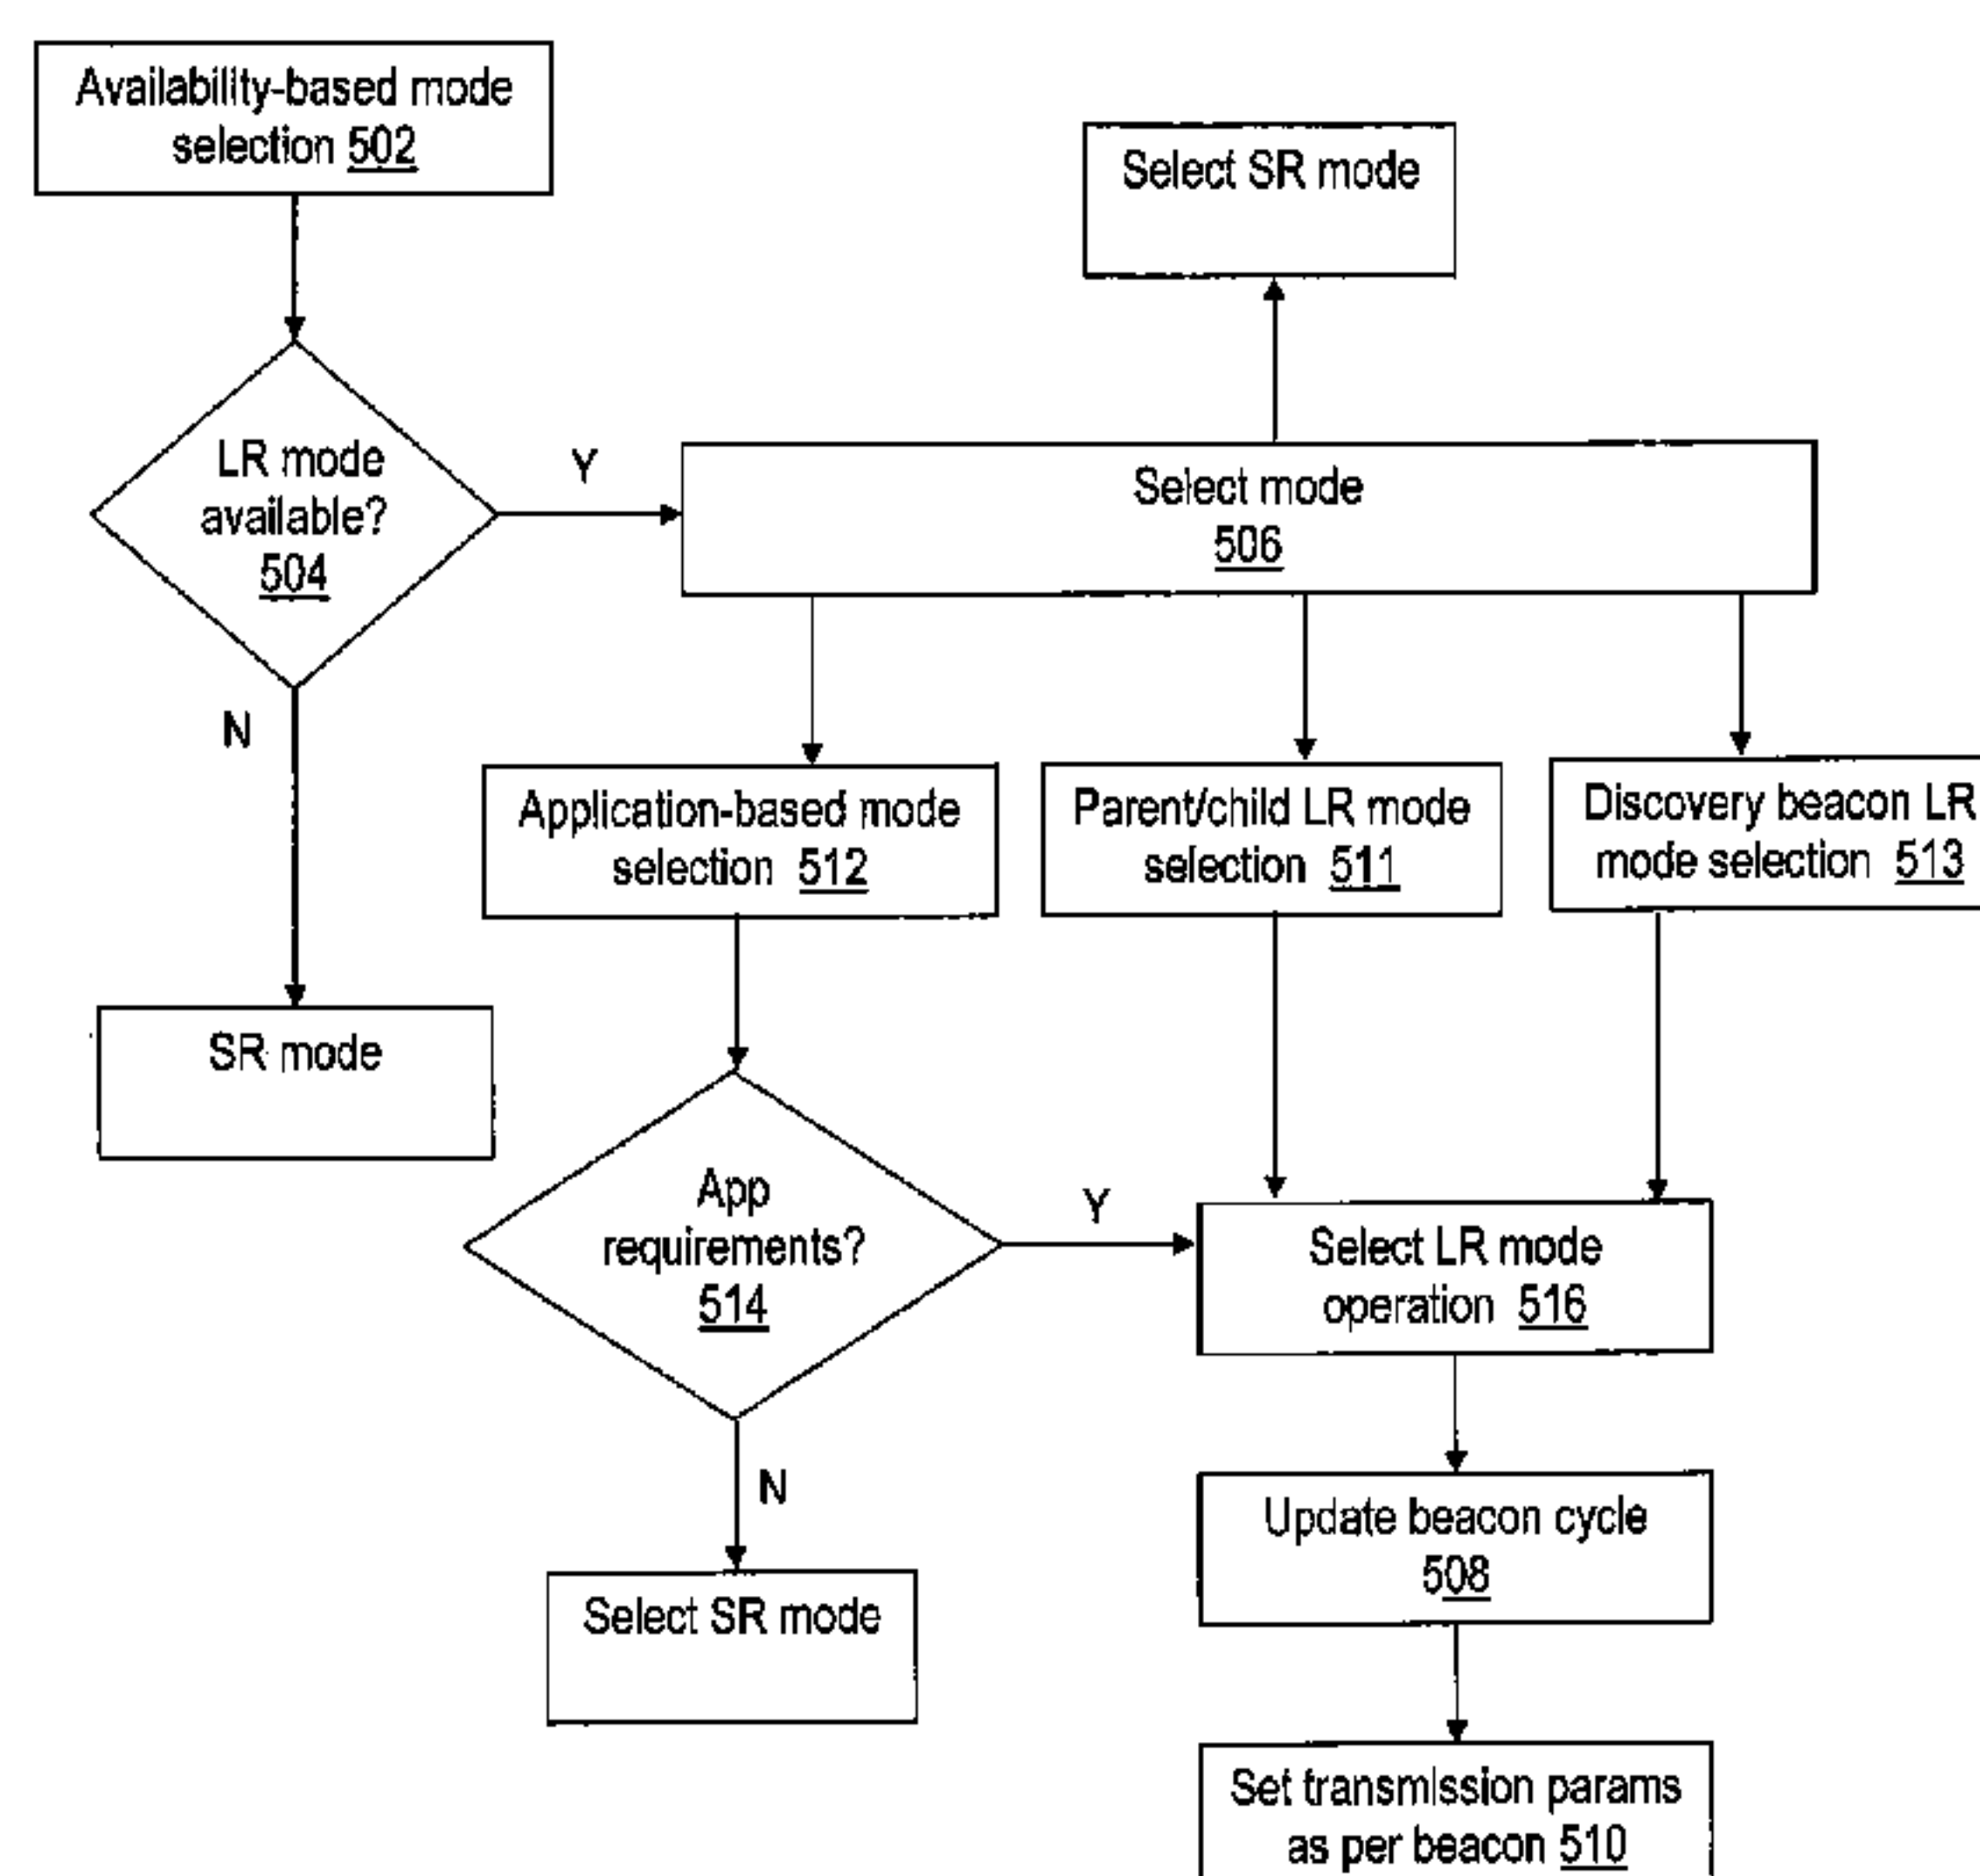 Availability-based mode
selection 502
Select SR mode
LR mode
available?
504
Y
Select mode
506
N
Application-based mode
selection 512
Parent/child LR mode
selection 511
Discovery beacon LR
mode selection 513
SR mode
App
requirements?
514
Y
Select LR mode
operation 516
N
Update beacon cycle
508
Select SR mode
Set transmission params
as per beacon 510